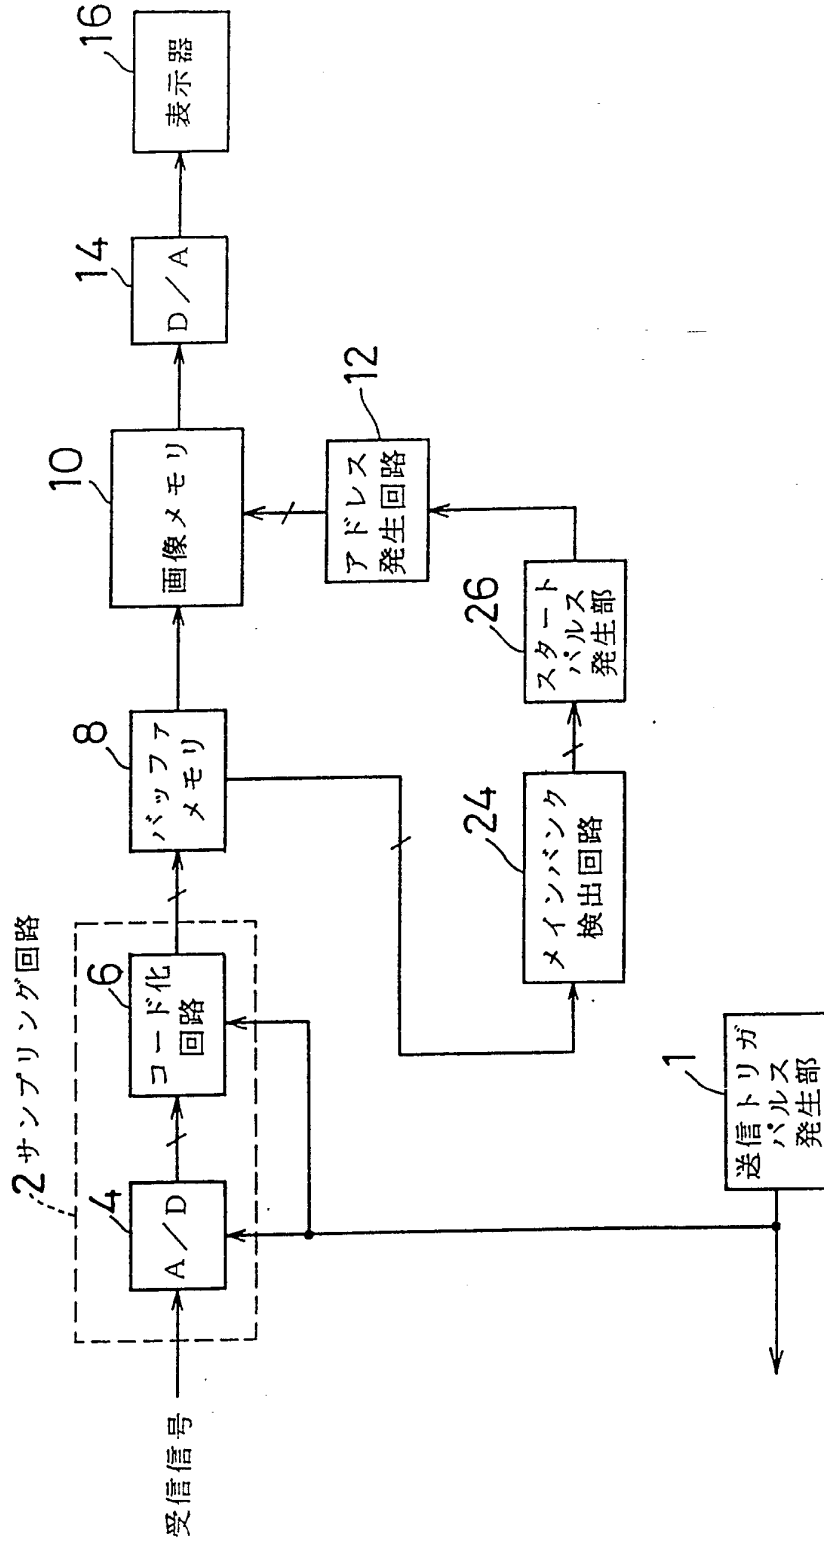 2 サンプリング回路
受信信号
4
A/D
6
コード化
回路
8
バッファ
メモリ
10
画像メモリ
14
D/A
16
表示器
12
アドレス
発生回路
24
メインバンク
検出回路
26
スタート
パルス
発生部
1
送信トリガ
パルス
発生部